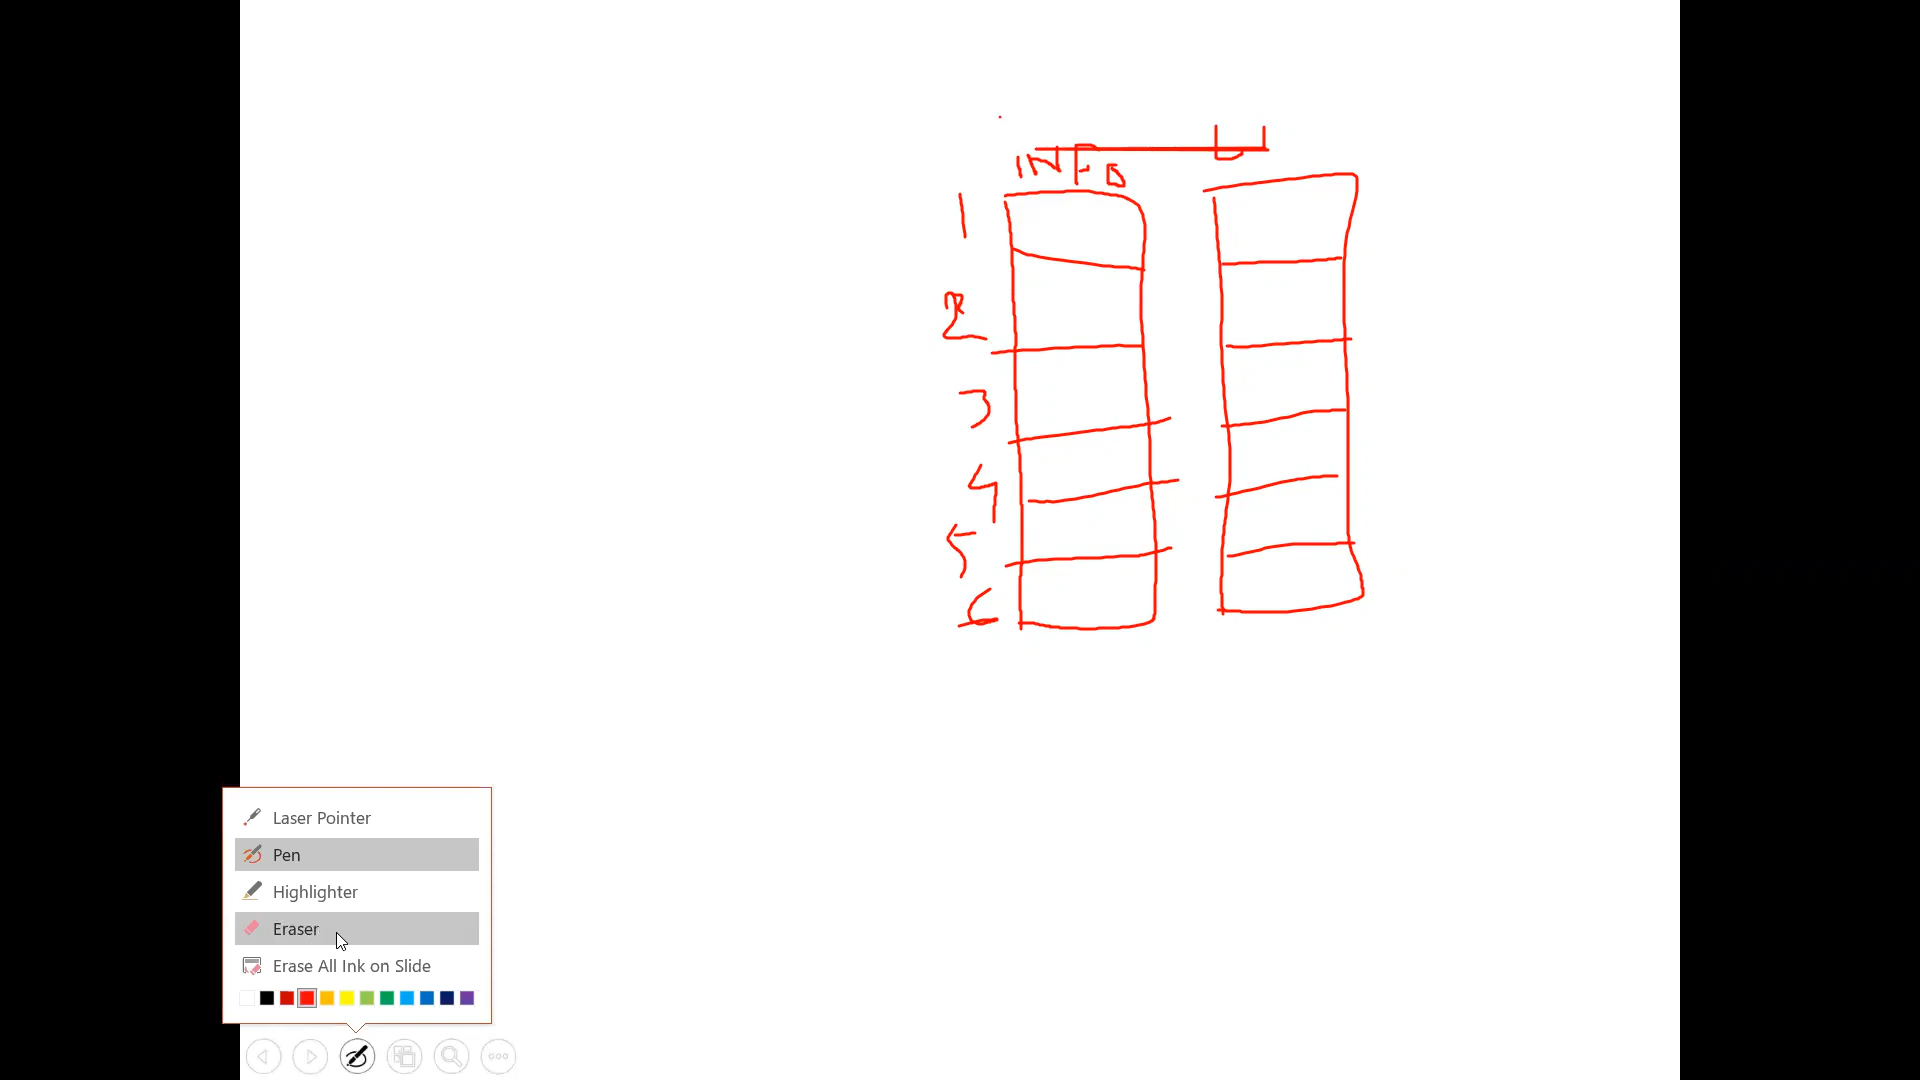 INFO
1
2
3
4
5
6
Laser Pointer
Pen
Highlighter
Eraser
Erase All Ink on Slide